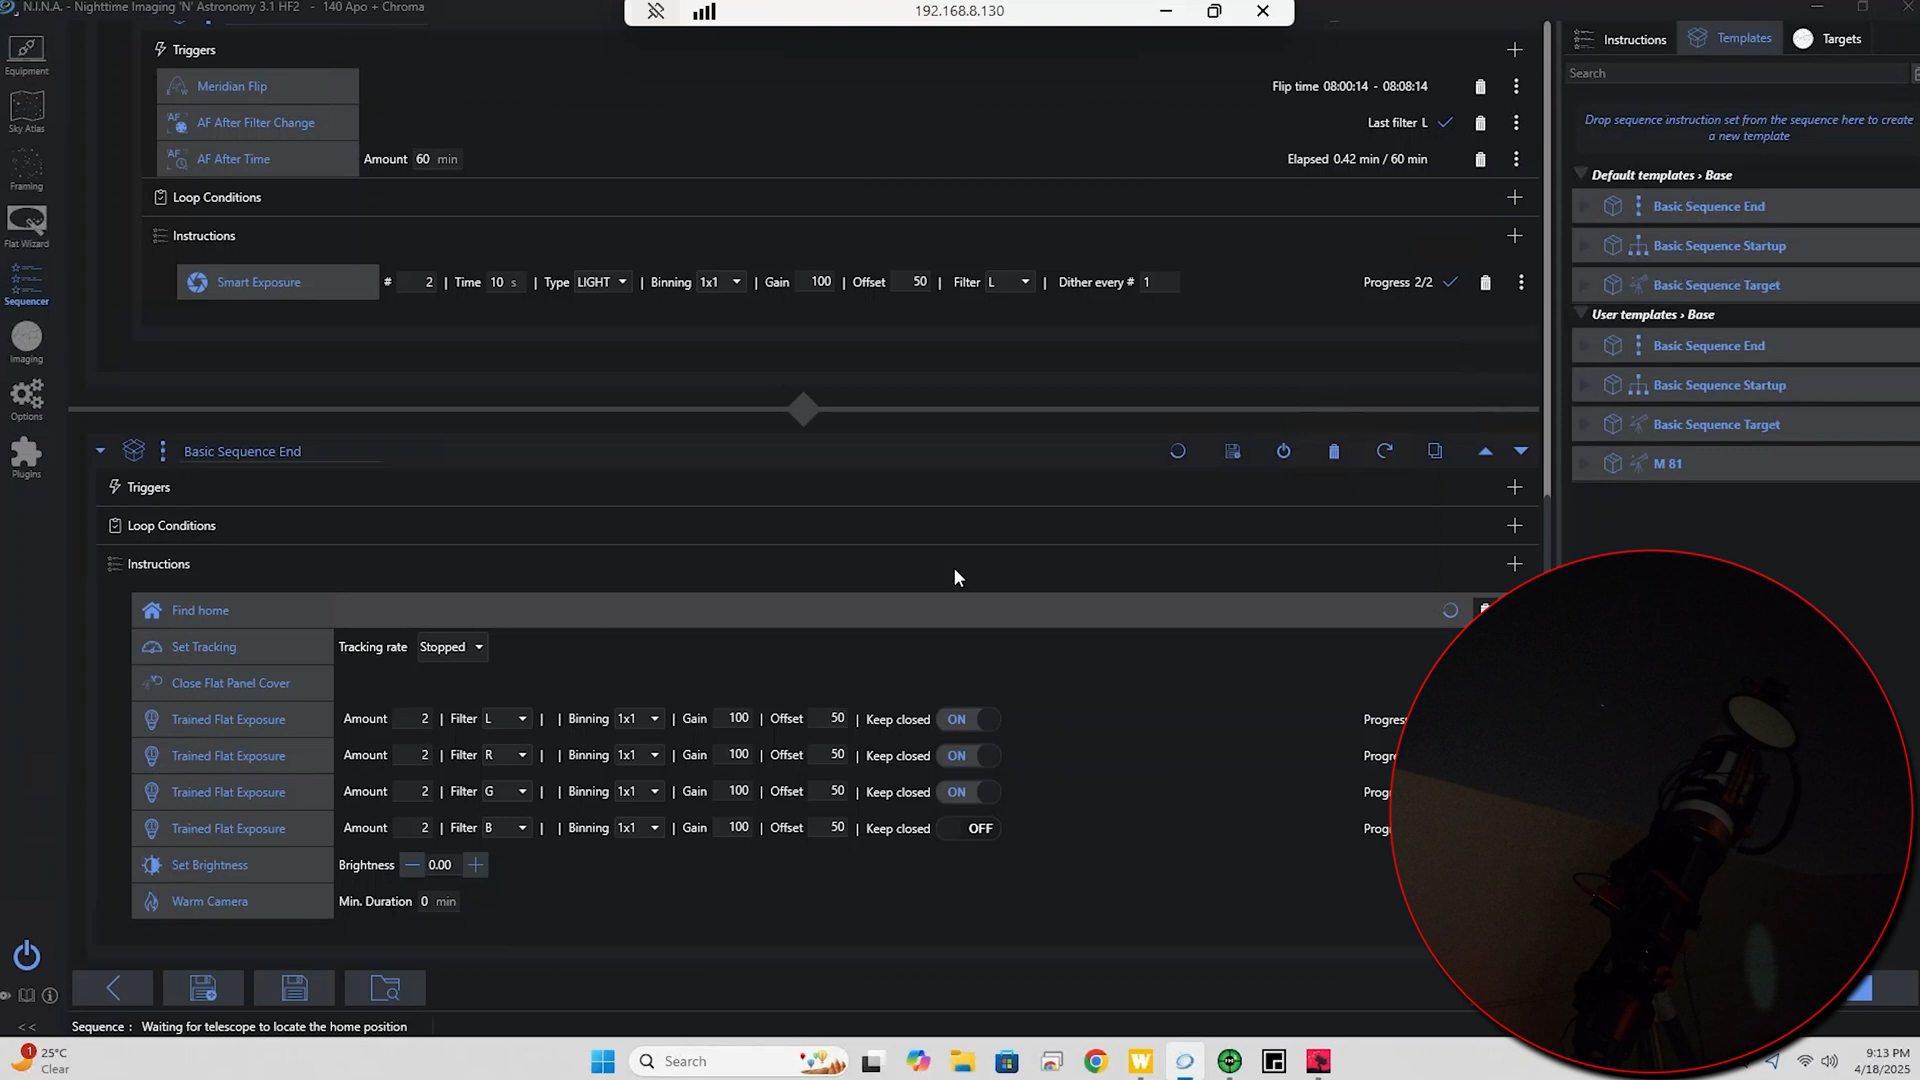 N.I.N.A. - Nighttime Imaging 'N' Astronomy 3.1 HF2 - 140 Apo + Chroma
192.168.8.130
Equipment
Sky Atlas
Framing
Flat Wizard
Sequencer
Imaging
Options
Plugins
Triggers
Meridian Flip Flip time 08:00:14 - 08:08:14
AF After Filter Change Last filter L
AF After Time Amount 60 min Elapsed 0.42 min / 60 min
Loop Conditions
Instructions
Smart Exposure # 2 | Time 10 s | Type LIGHT | Binning 1x1 | Gain 100 | Offset 50 | Filter L | Dither every # 1 Progress 2/2
Basic Sequence End
Triggers
Loop Conditions
Instructions
Find home
Set Tracking Tracking rate Stopped
Close Flat Panel Cover
Trained Flat Exposure Amount 2 | Filter L | | Binning 1x1 | Gain 100 | Offset 50 | Keep closed ON Progress
Trained Flat Exposure Amount 2 | Filter R | | Binning 1x1 | Gain 100 | Offset 50 | Keep closed ON Progre
Trained Flat Exposure Amount 2 | Filter G | | Binning 1x1 | Gain 100 | Offset 50 | Keep closed ON Prog
Trained Flat Exposure Amount 2 | Filter B | | Binning 1x1 | Gain 100 | Offset 50 | Keep closed OFF Prog
Set Brightness Brightness 0.00
Warm Camera Min. Duration 0 min
<< Sequence : Waiting for telescope to locate the home position
Instructions Templates Targets
Search
Drop sequence instruction set from the sequence here to create
a new template
Default templates › Base
Basic Sequence End
Basic Sequence Startup
Basic Sequence Target
User templates › Base
Basic Sequence End
Basic Sequence Startup
Basic Sequence Target
M 81
1
25°C
Clear
Search
9:13 PM
4/18/2025